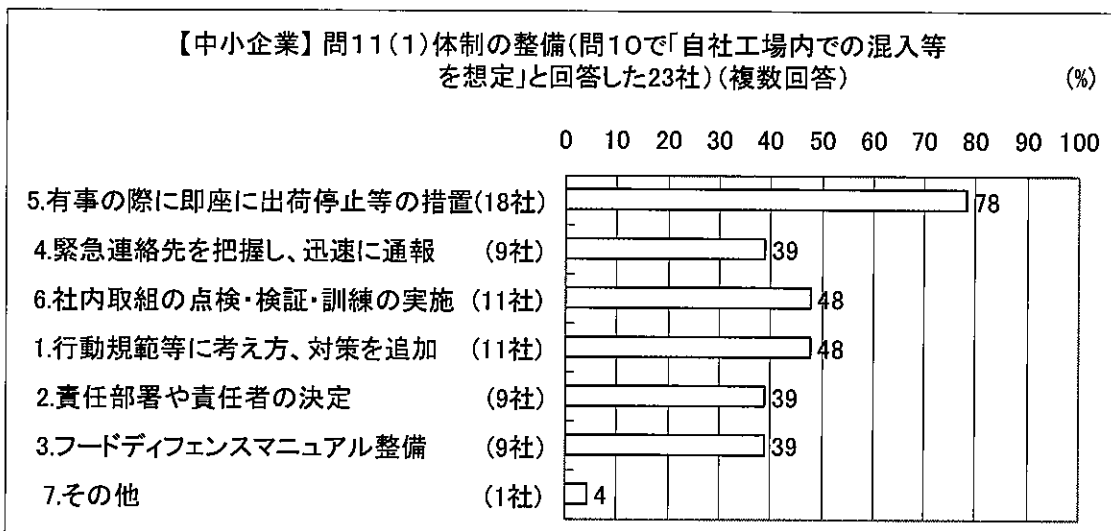 【中小企業】問11(1)体制の整備(問10で「自社工場内での混入等
を想定」と回答した23社)(複数回答) (%)
0 10 20 30 40 50 60 70 80 90 100
5.有事の際に即座に出荷停止等の措置(18社) 78
4.緊急連絡先を把握し、迅速に通報 (9社) 39
6.社内取組の点検・検証・訓練の実施 (11社) 48
1.行動規範等に考え方、対策を追加 (11社) 48
2.責任部署や責任者の決定 (9社) 39
3.フードディフェンスマニュアル整備 (9社) 39
7.その他 (1社) 4